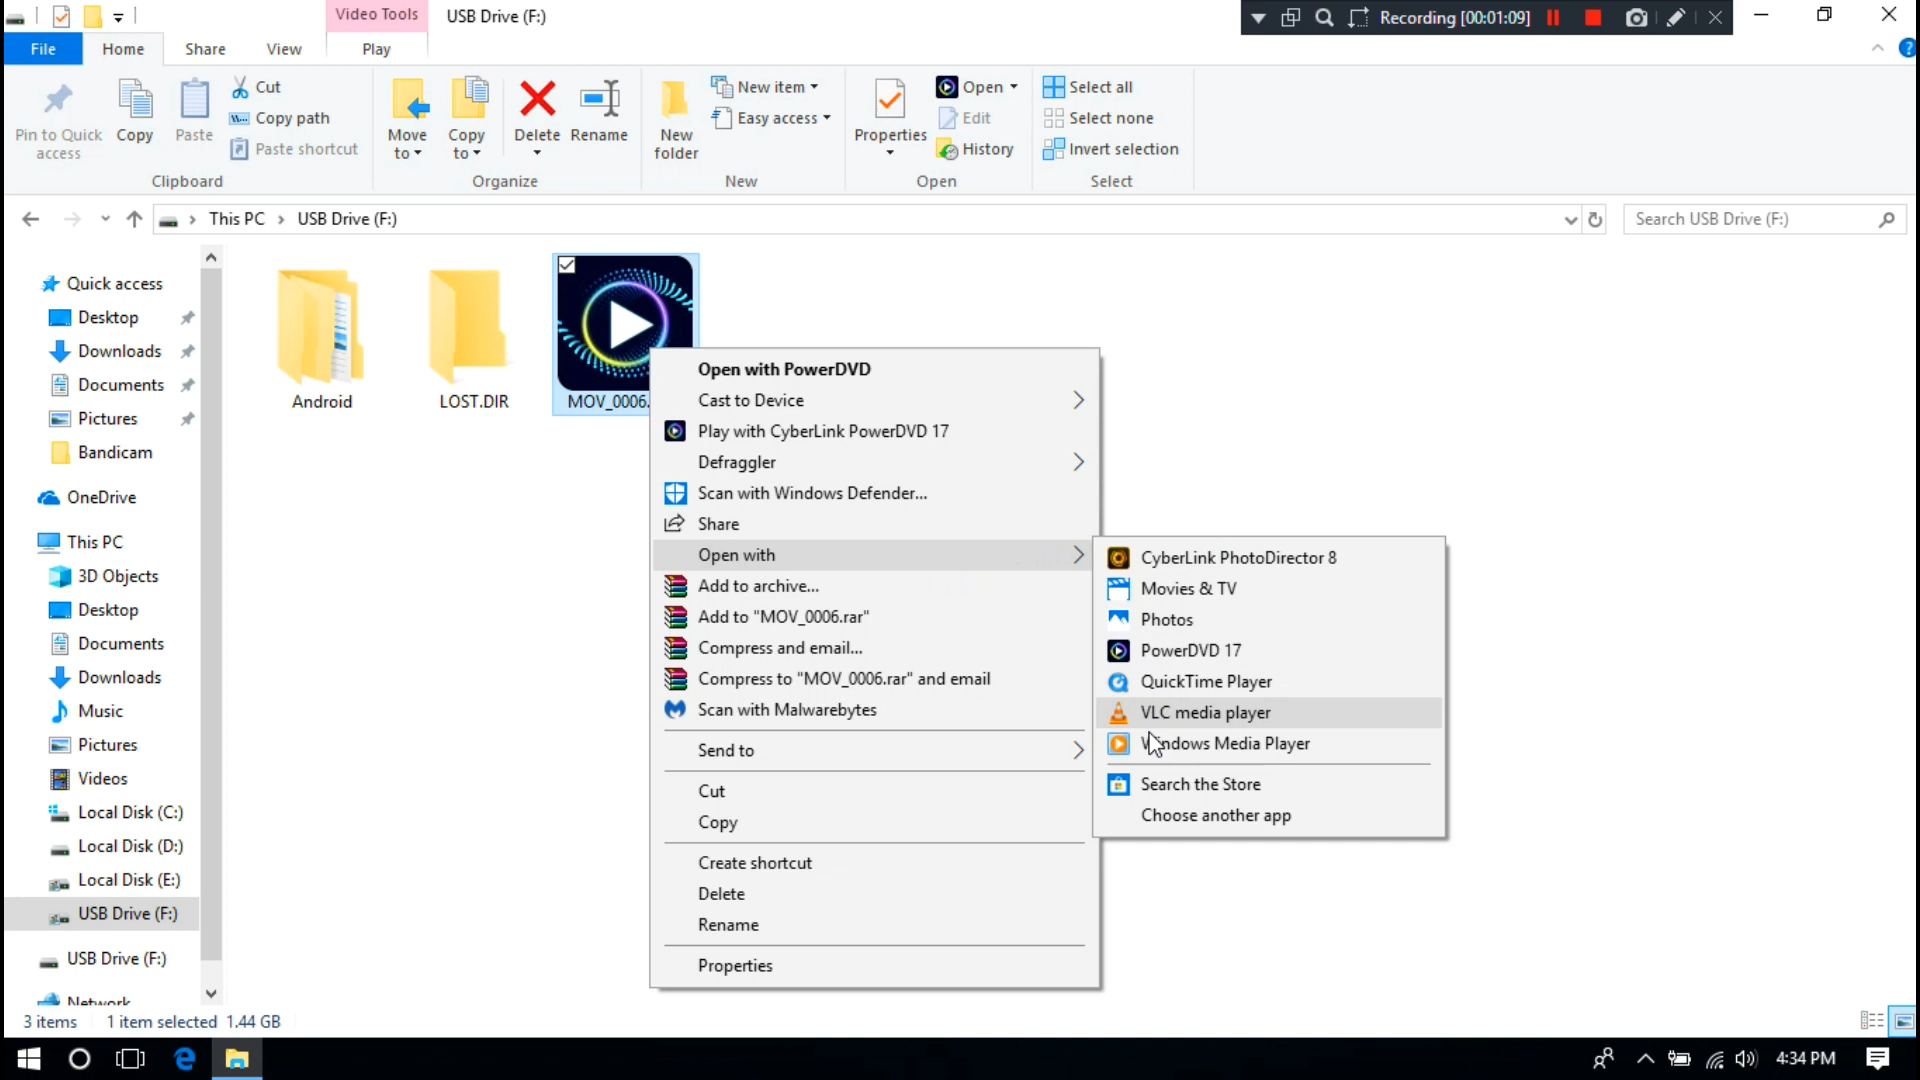 Video Tools
USB Drive (F:)
Recording [00:01:09]
File
Home
Share
View
Play
Pin to Quick access
Copy
Paste
Cut
Copy path
Paste shortcut
Clipboard
Move to
Copy to
Delete
Rename
Organize
New folder
New item
Easy access
New
Properties
Open
Edit
History
Open
Select all
Select none
Invert selection
Select
This PC
USB Drive (F:)
Search USB Drive (F:)
Quick access
Desktop
Downloads
Documents
Pictures
Bandicam
OneDrive
This PC
3D Objects
Desktop
Documents
Downloads
Music
Pictures
Videos
Local Disk (C:)
Local Disk (D:)
Local Disk (E:)
USB Drive (F:)
USB Drive (F:)
Network
Android
LOST.DIR
MOV_0006.
Open with PowerDVD
Cast to Device
Play with CyberLink PowerDVD 17
Defraggler
Scan with Windows Defender...
Share
Open with
Add to archive...
Add to "MOV_0006.rar"
Compress and email...
Compress to "MOV_0006.rar" and email
Scan with Malwarebytes
Send to
Cut
Copy
Create shortcut
Delete
Rename
Properties
CyberLink PhotoDirector 8
Movies & TV
Photos
PowerDVD 17
QuickTime Player
VLC media player
Windows Media Player
Search the Store
Choose another app
3 items
1 item selected 1.44 GB
4:34 PM